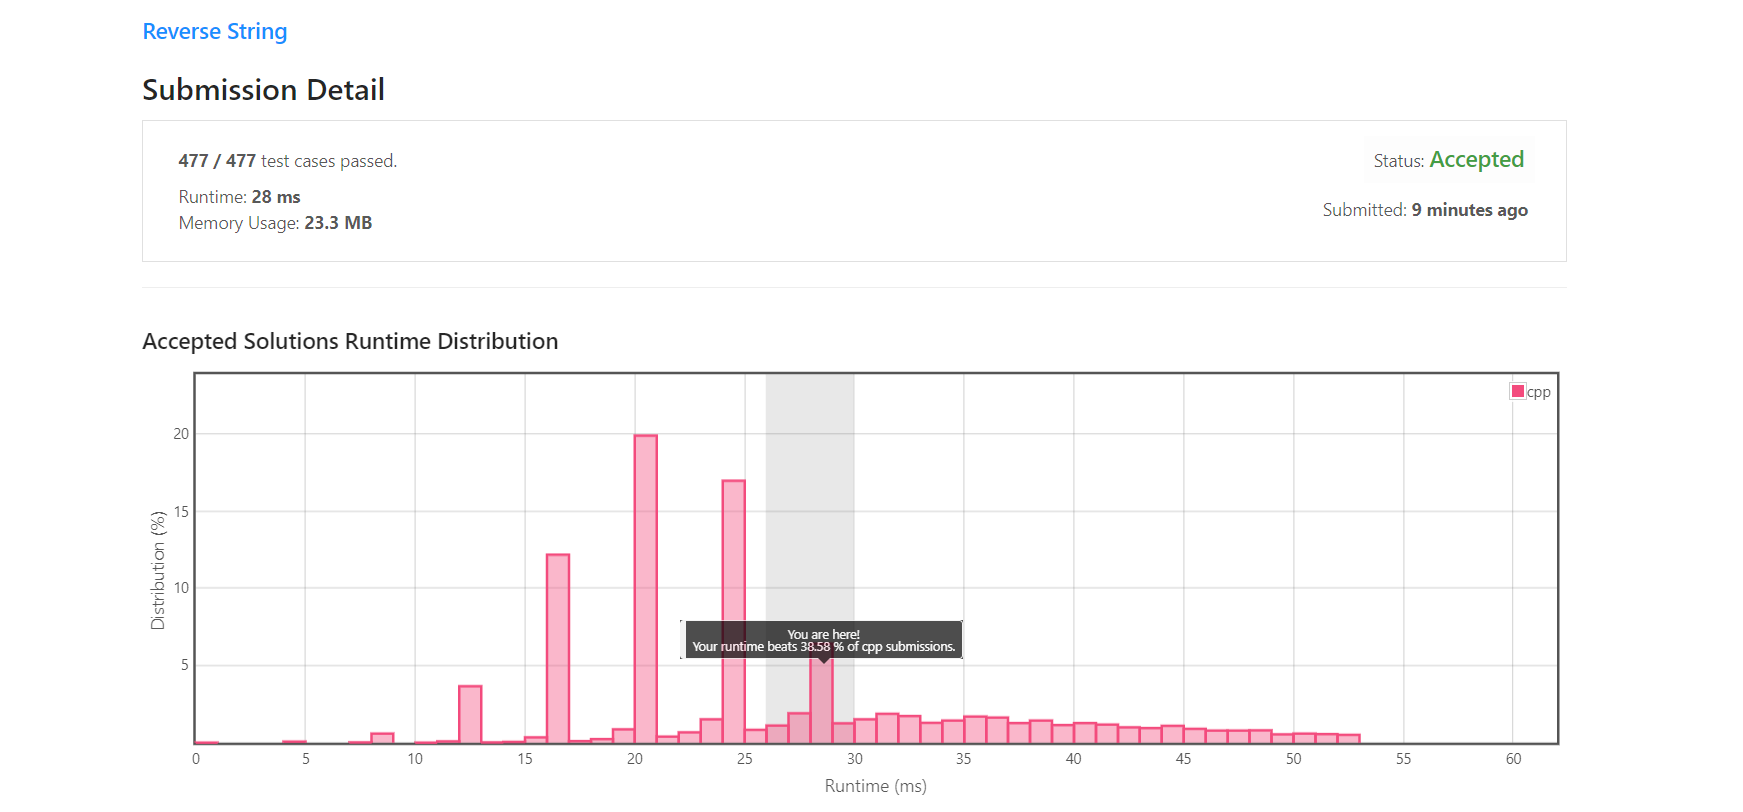 Reverse String
Submission Detail
477 / 477 test cases passed.
Status: Accepted
Runtime: 28 ms
Submitted: 9 minutes ago
Memory Usage: 23.3 MB
Accepted Solutions Runtime Distribution
cpp
20
15
10
5
Distribution (%)
You are here!
Your runtime beats 38.58 % of cpp submissions.
0 5 10 15 20 25 30 35 40 45 50 55 60
Runtime (ms)